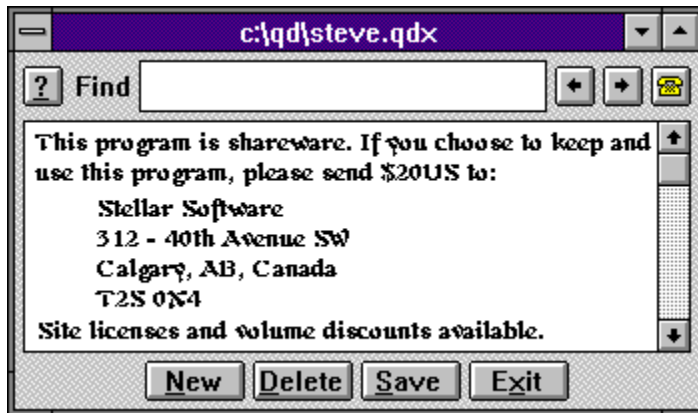 c:\qd\steve.qdx
? Find
This program is shareware. If you choose to keep and
use this program, please send $20US to:
Stellar Software
312 - 40th Avenue SW
Calgary, AB, Canada
T2S 0X4
Site licenses and volume discounts available.
New Delete Save Exit